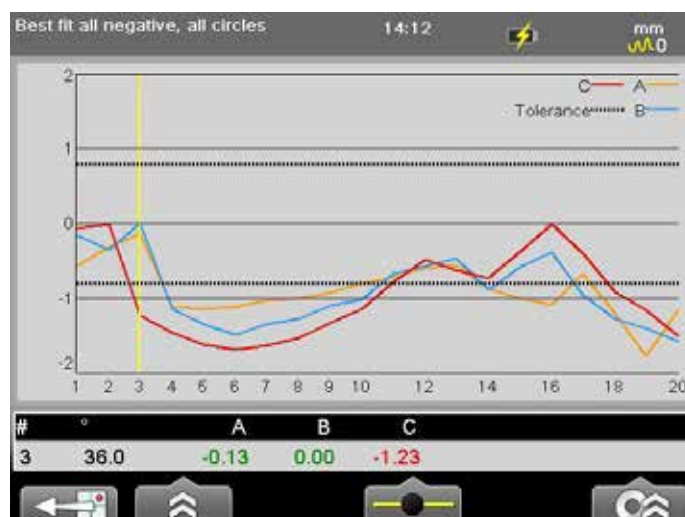 Best fit all negative, all circles 14:12 mm
0
2
C A
Tolerance B
1
0
-1
-2
1 2 3 4 5 6 7 8 9 10 12 14 16 18 20
# ° A B C
3 36.0 -0.13 0.00 -1.23